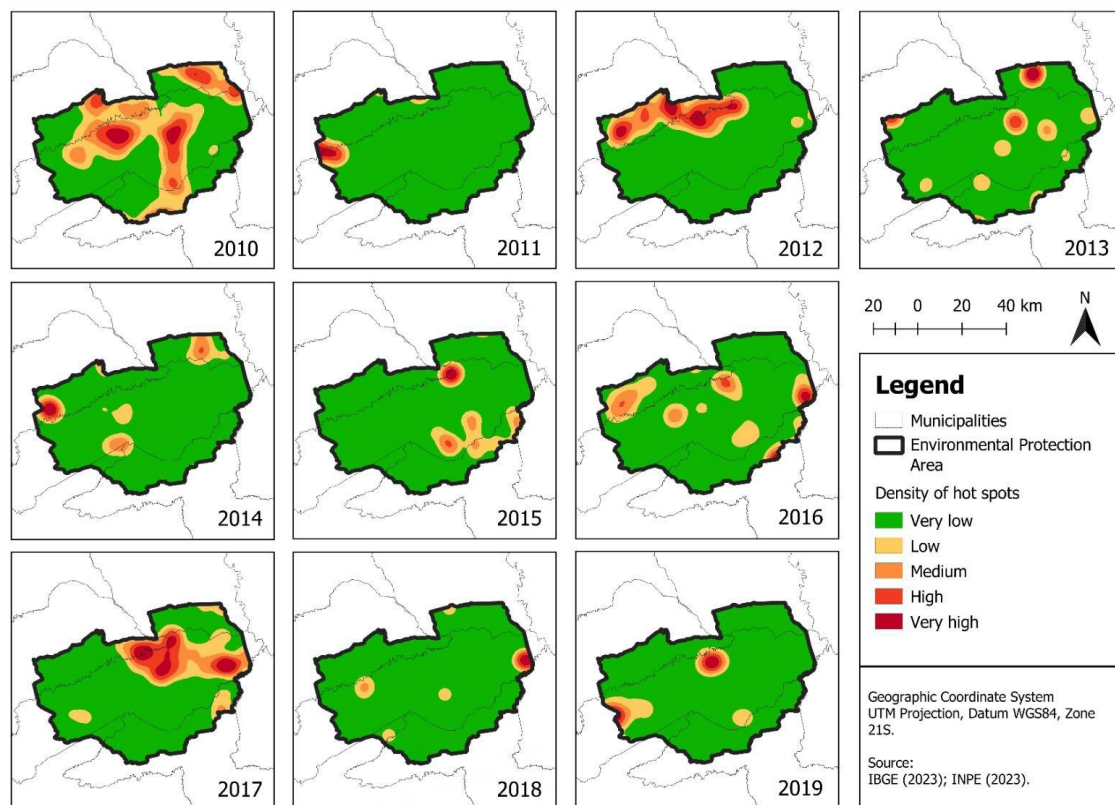 2010
2011
2012
2013
2014
2015
2016
20 0 20 40 km
N
Legend
Municipalities
Environmental Protection
Area
Density of hot spots
Very low
Low
Medium
High
Very high
2017
2018
2019
Geographic Coordinate System
UTM Projection, Datum WGS84, Zone
21S.
Source:
IBGE (2023); INPE (2023).